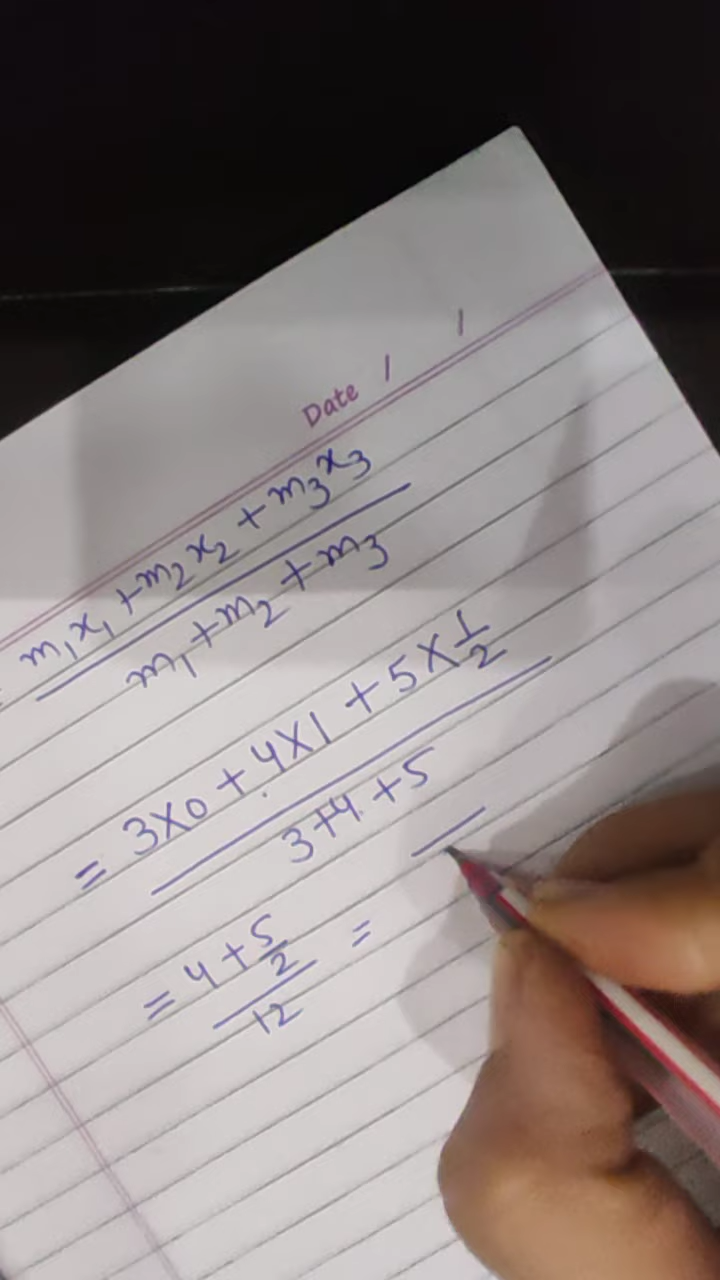 Date / /
= m₁x₁ + m₂x₂ + m₃x₃
m₁ + m₂ + m₃
= 3×0 + 4×1 + 5×1/2
3+4+5
= 4 + 5/2 =
12